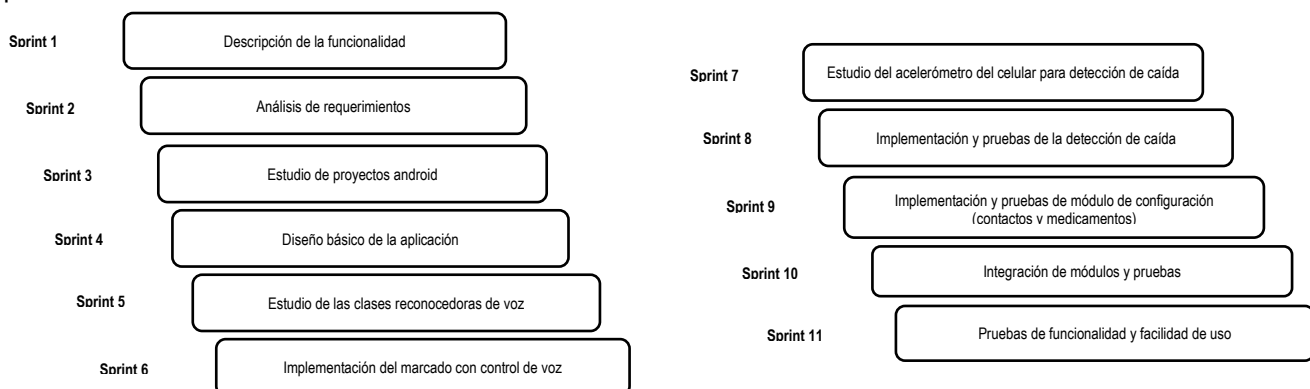 Sprint 1
Descripción de la funcionalidad
Sprint 2
Análisis de requerimientos
Sprint 3
Estudio de proyectos android
Sprint 4
Diseño básico de la aplicación
Sprint 5
Estudio de las clases reconocedoras de voz
Sprint 6
Implementación del marcado con control de voz
Sprint 7
Estudio del acelerómetro del celular para detección de caída
Sprint 8
Implementación y pruebas de la detección de caída
Sprint 9
Implementación y pruebas de módulo de configuración
(contactos y medicamentos)
Sprint 10
Integración de módulos y pruebas
Sprint 11
Pruebas de funcionalidad y facilidad de uso